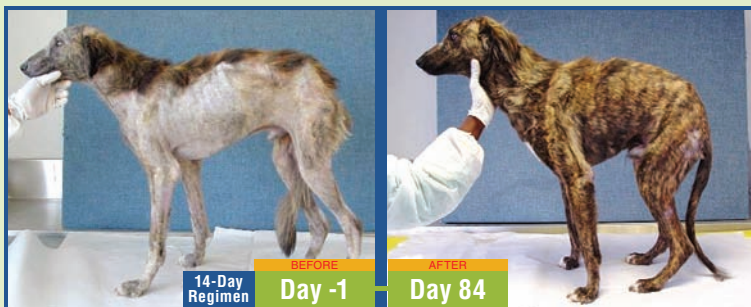 14-Day
Regimen
BEFORE
Day -1
AFTER
Day 84